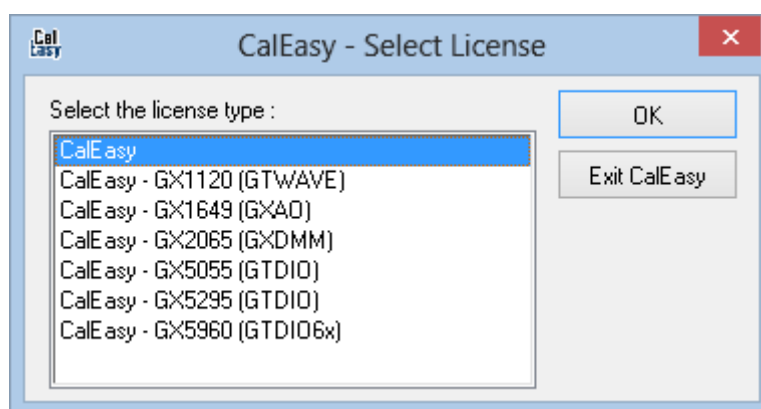 Cal
Easy
CalEasy - Select License
Select the license type :
OK
CalEasy
Exit CalEasy
CalEasy - GX1120 (GTWAVE)
CalEasy - GX1649 (GXAO)
CalEasy - GX2065 (GXDMM)
CalEasy - GX5055 (GTDIO)
CalEasy - GX5295 (GTDIO)
CalEasy - GX5960 (GTDIO6x)